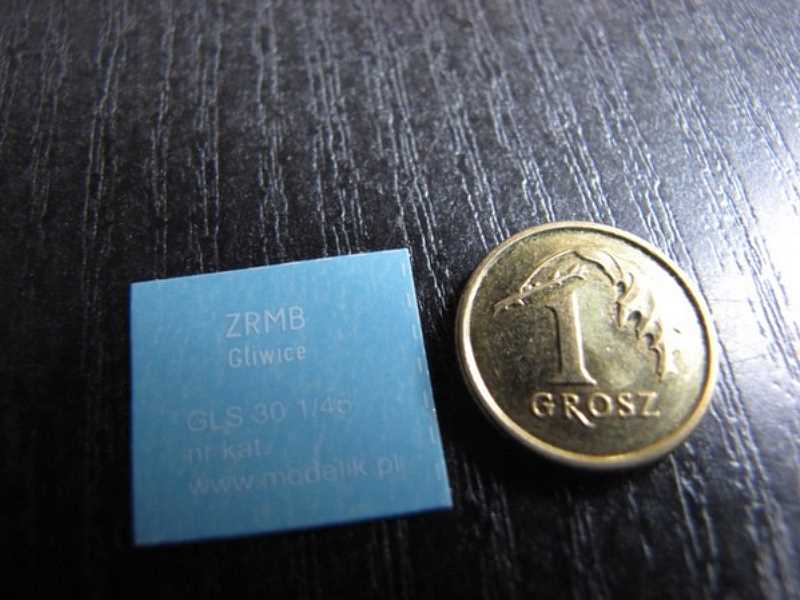 ZRMB
Gliwice
GLS 30 1/45
nr kat.
www.modelik.pl
1
GROSZ